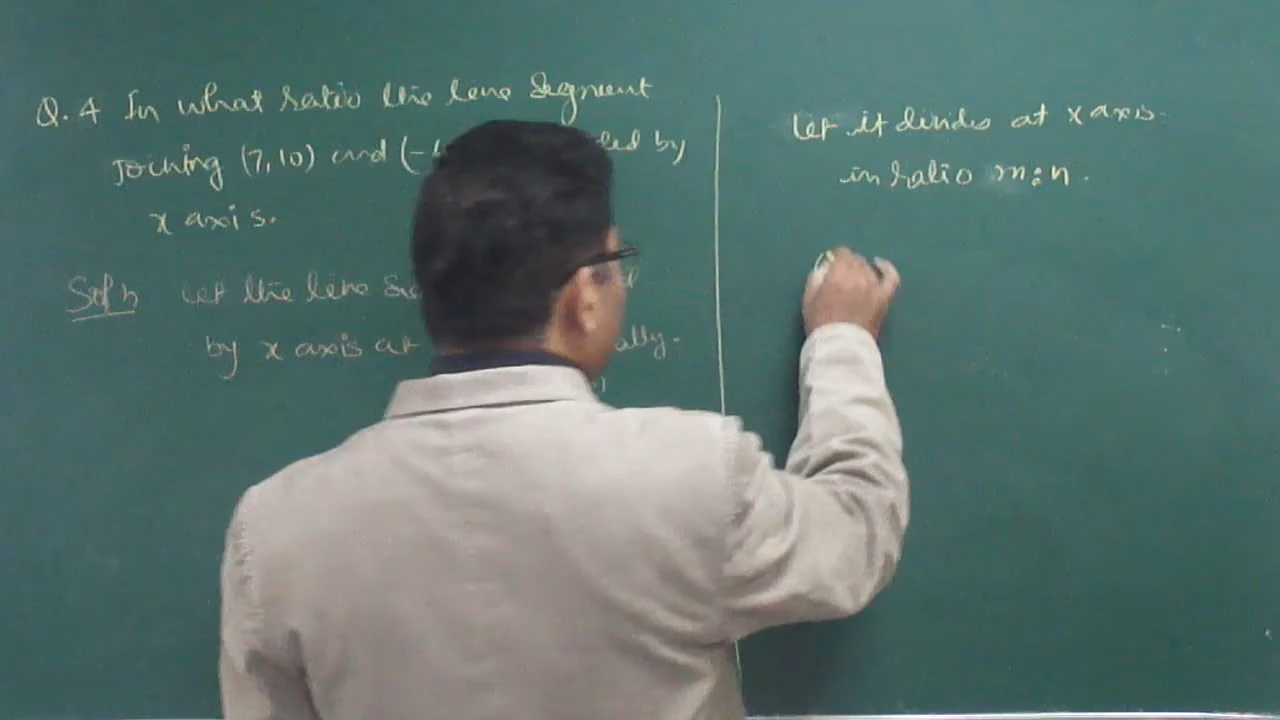 Q.4 In what ratio the line segment
Joining (7,10) and (- by
x axis.
Solⁿ Let the line
by x axis at
Let it divides at x axis.
in ratio m:n.